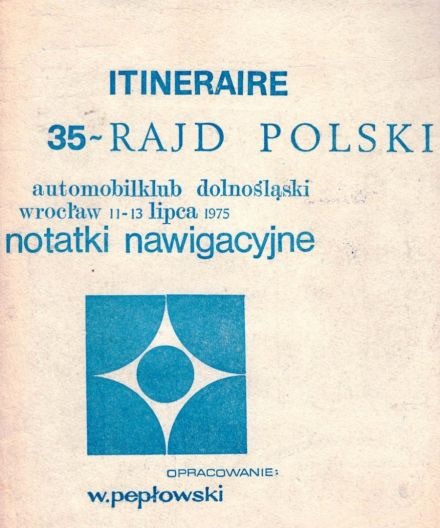 ITINERAIRE
35~RAJD POLSKI
automobilklub dolnośląski
wrocław 11-13 lipca 1975
notatki nawigacyjne
OPRACOWANIE:
w.pepłowski